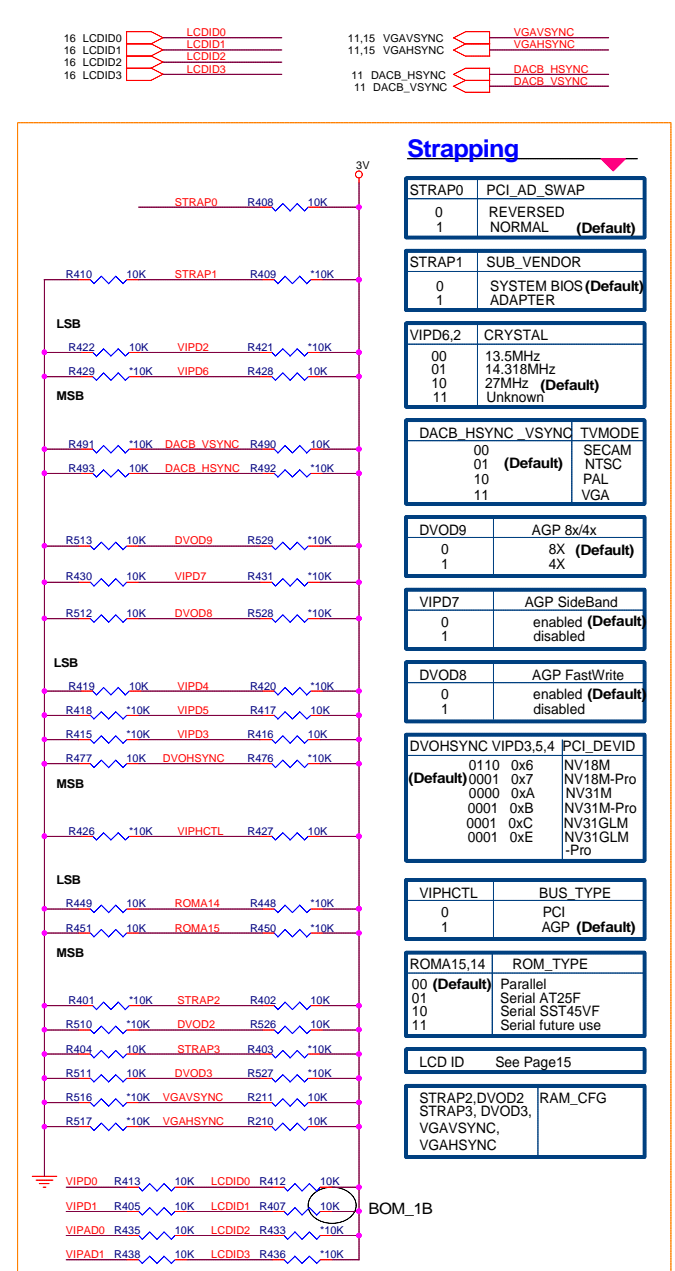 16 LCDID0 LCDID0
16 LCDID1 LCDID1
16 LCDID2 LCDID2
16 LCDID3 LCDID3
11,15 VGAVSYNC VGAVSYNC
11,15 VGAHSYNC VGAHSYNC
11 DACB_HSYNC DACB_HSYNC
11 DACB_VSYNC DACB_VSYNC
3V
STRAP0 R408 10K
R410 10K STRAP1 R409 *10K
LSB
R422 10K VIPD2 R421 *10K
R429 *10K VIPD6 R428 10K
MSB
R491 *10K DACB_VSYNC R490 10K
R493 10K DACB_HSYNC R492 *10K
R513 10K DVOD9 R529 *10K
R430 10K VIPD7 R431 *10K
R512 10K DVOD8 R528 *10K
LSB
R419 10K VIPD4 R420 *10K
R418 *10K VIPD5 R417 10K
R415 *10K VIPD3 R416 10K
R477 10K DVOHSYNC R476 *10K
MSB
R426 *10K VIPHCTL R427 10K
LSB
R449 10K ROMA14 R448 *10K
R451 10K ROMA15 R450 *10K
MSB
R401 *10K STRAP2 R402 10K
R510 *10K DVOD2 R526 10K
R404 10K STRAP3 R403 *10K
R511 10K DVOD3 R527 *10K
R516 *10K VGAVSYNC R211 10K
R517 *10K VGAHSYNC R210 10K
VIPD0 R413 10K LCDID0 R412 10K
VIPD1 R405 10K LCDID1 R407 10K BOM_1B
VIPAD0 R435 10K LCDID2 R433 *10K
VIPAD1 R438 10K LCDID3 R436 *10K
Strapping
STRAP0 PCI_AD_SWAP
0 REVERSED
1 NORMAL (Default)
STRAP1 SUB_VENDOR
0 SYSTEM BIOS (Default)
1 ADAPTER
VIPD6,2 CRYSTAL
00 13.5MHz
01 14.318MHz
10 27MHz (Default)
11 Unknown
DACB_HSYNC _VSYNC TVMODE
00 SECAM
01 (Default) NTSC
10 PAL
11 VGA
DVOD9 AGP 8x/4x
0 8X (Default)
1 4X
VIPD7 AGP SideBand
0 enabled (Default)
1 disabled
DVOD8 AGP FastWrite
0 enabled (Default)
1 disabled
DVOHSYNC VIPD3,5,4 PCI_DEVID
0110 0x6 NV18M
(Default) 0001 0x7 NV18M-Pro
0000 0xA NV31M
0001 0xB NV31M-Pro
0001 0xC NV31GLM
0001 0xE NV31GLM
-Pro
VIPHCTL BUS_TYPE
0 PCI
1 AGP (Default)
ROMA15,14 ROM_TYPE
00 (Default) Parallel
01 Serial AT25F
10 Serial SST45VF
11 Serial future use
LCD ID See Page15
STRAP2,DVOD2 RAM_CFG
STRAP3, DVOD3,
VGAVSYNC,
VGAHSYNC